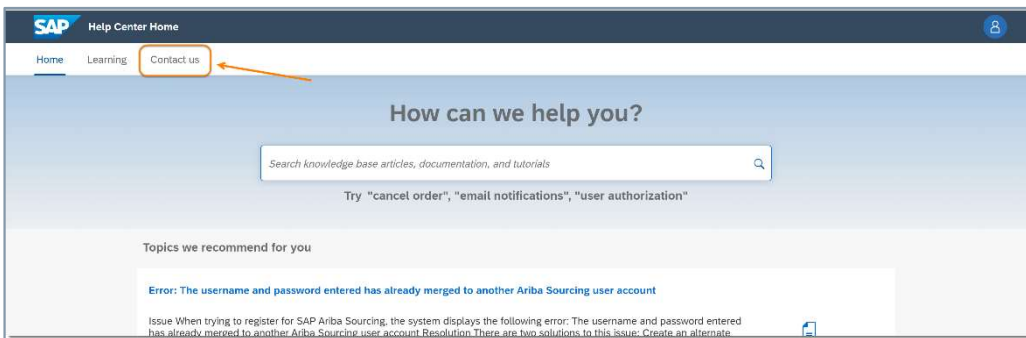 SAP Help Center Home
Home Learning Contact us
How can we help you?
Search knowledge base articles, documentation, and tutorials
Try "cancel order", "email notifications", "user authorization"
Topics we recommend for you
Error: The username and password entered has already merged to another Ariba Sourcing user account
Issue When trying to register for SAP Ariba Sourcing, the system displays the following error: The username and password entered
has already merged to another Ariba Sourcing user account Resolution There are two solutions to this issue: Create an alternate